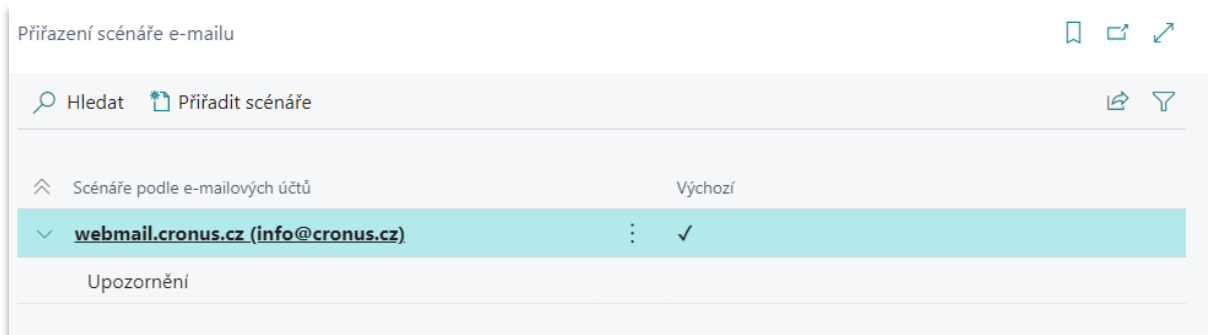 Přiřazení scénáře e-mailu
Hledat Přiřadit scénáře
Scénáře podle e-mailových účtů Výchozí
webmail.cronus.cz (info@cronus.cz) ✓
Upozornění